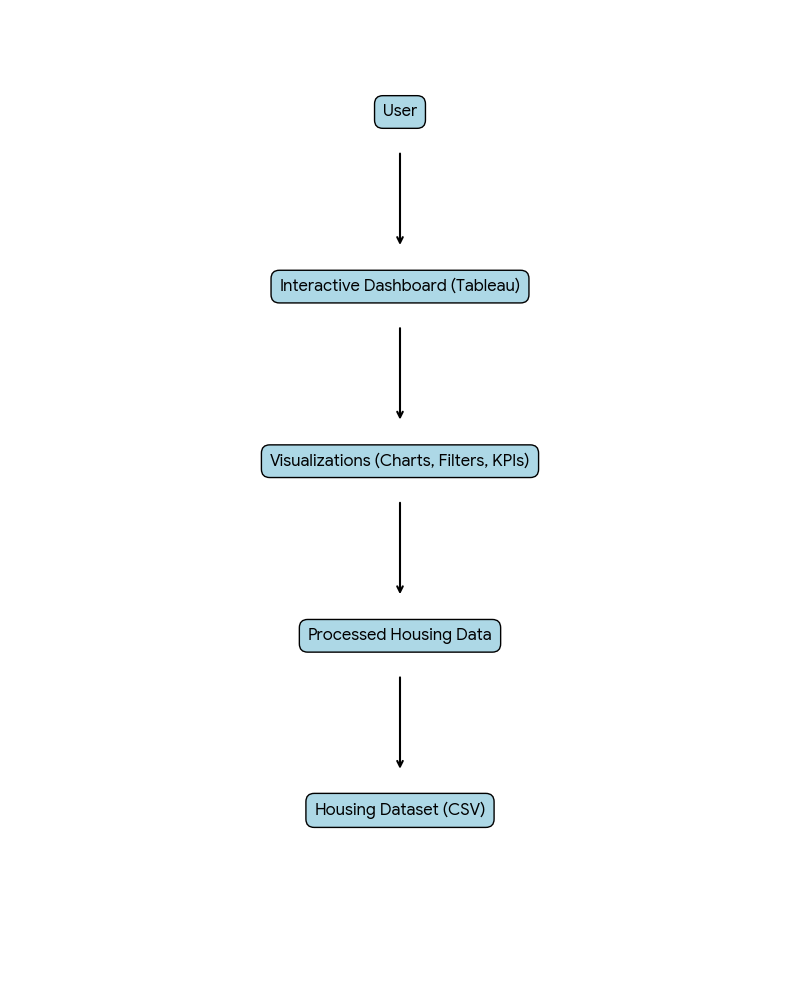 User
Interactive Dashboard (Tableau)
Visualizations (Charts, Filters, KPIs)
Processed Housing Data
Housing Dataset (CSV)